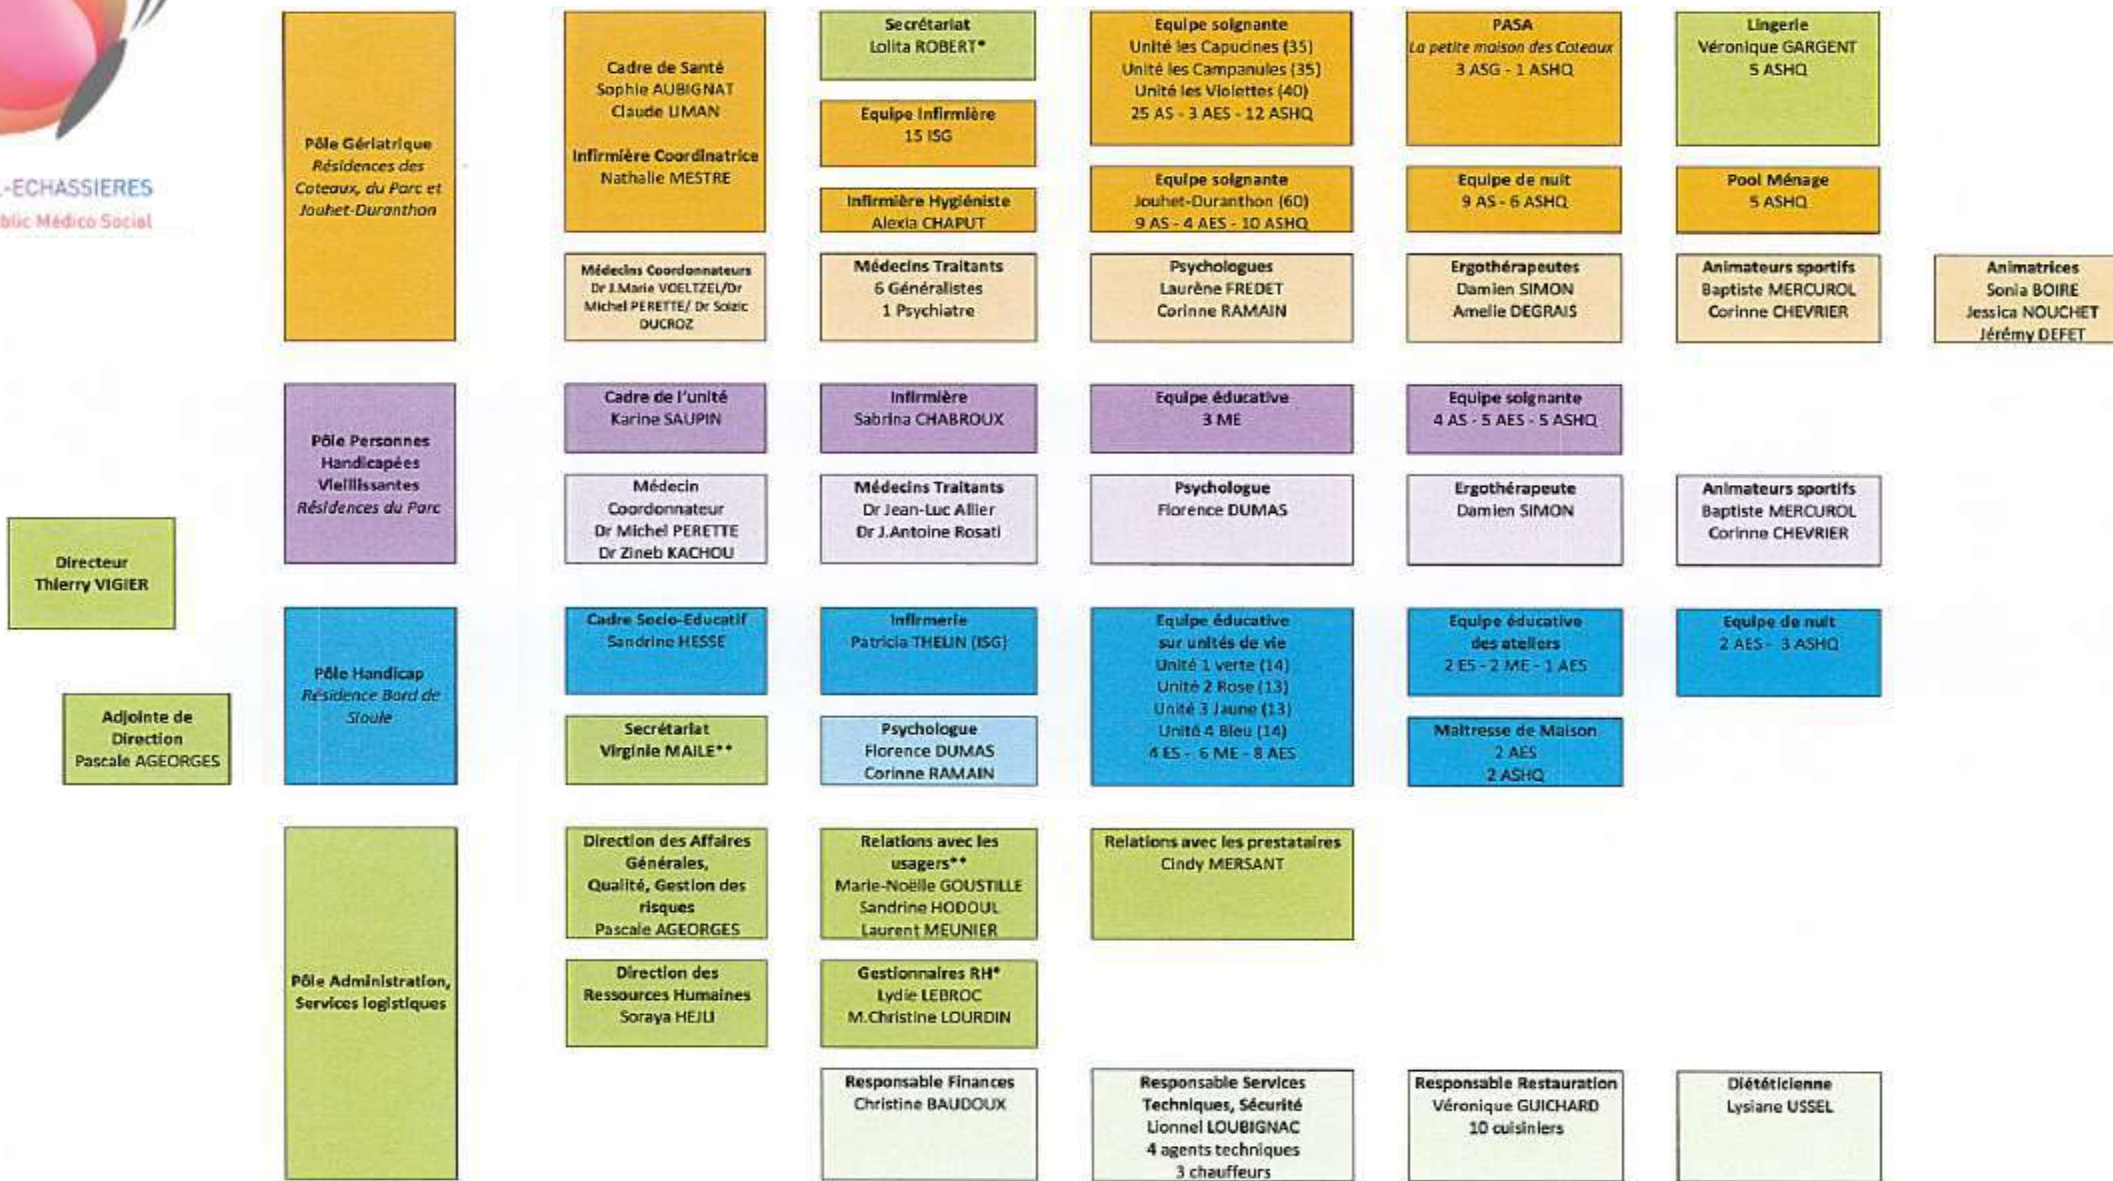 L-ECHASSIERES
blic Médico Social
Directeur
Thierry VIGIER
Adjointe de
Direction
Pascale AGEORGES
Pôle Gériatrique
Résidences des
Coteaux, du Parc et
Jouhet-Duranthon
Cadre de Santé
Sophie AUBIGNAT
Claude LIMAN
Infirmière Coordinatrice
Nathalie MESTRE
Secrétariat
Lolita ROBERT*
Equipe Infirmière
15 ISG
Infirmière Hygiéniste
Alexia CHAPUT
Equipe soignante
Unité les Capucines (35)
Unité les Campanules (35)
Unité les Violettes (40)
25 AS - 3 AES - 12 ASHQ
Equipe soignante
Jouhet-Duranthon (60)
9 AS - 4 AES - 10 ASHQ
PASA
La petite maison des Coteaux
3 ASG - 1 ASHQ
Equipe de nuit
9 AS - 6 ASHQ
Lingerie
Véronique GARGENT
5 ASHQ
Pool Ménage
5 ASHQ
Médecins Coordonnateurs
Dr J.Marie VOELTZEL/Dr
Michel PERETTE/ Dr Soizic
DUCROZ
Médecins Traitants
6 Généralistes
1 Psychiatre
Psychologues
Laurène FREDET
Corinne RAMAIN
Ergothérapeutes
Damien SIMON
Amelie DEGRAIS
Animateurs sportifs
Baptiste MERCUROL
Corinne CHEVRIER
Animatrices
Sonia BOIRE
Jessica NOUCHET
Jérémy DEFET
Pôle Personnes
Handicapées
Vieillissantes
Résidences du Parc
Cadre de l'unité
Karine SAUPIN
Infirmière
Sabrina CHABROUX
Equipe éducative
3 ME
Equipe soignante
4 AS - 5 AES - 5 ASHQ
Médecin
Coordonnateur
Dr Michel PERETTE
Dr Zineb KACHOU
Médecins Traitants
Dr Jean-Luc Allier
Dr J.Antoine Rosati
Psychologue
Florence DUMAS
Ergothérapeute
Damien SIMON
Animateurs sportifs
Baptiste MERCUROL
Corinne CHEVRIER
Pôle Handicap
Résidence Bord de
Sioule
Cadre Socio-Educatif
Sandrine HESSE
Secrétariat
Virginie MAILE**
Infirmerie
Patricia THELIN (ISG)
Psychologue
Florence DUMAS
Corinne RAMAIN
Equipe éducative
sur unités de vie
Unité 1 verte (14)
Unité 2 Rose (13)
Unité 3 Jaune (13)
Unité 4 Bleu (14)
4 ES - 6 ME - 8 AES
Equipe éducative
des ateliers
2 ES - 2 ME - 1 AES
Maîtresse de Maison
2 AES
2 ASHQ
Equipe de nuit
2 AES - 3 ASHQ
Pôle Administration,
Services logistiques
Direction des Affaires
Générales,
Qualité, Gestion des
risques
Pascale AGEORGES
Relations avec les
usagers**
Marie-Noëlle GOUSTILLE
Sandrine HODOUL
Laurent MEUNIER
Relations avec les prestataires
Cindy MERSANT
Direction des
Ressources Humaines
Soraya HEJLI
Gestionnaires RH*
Lydie LEBROC
M.Christine LOURDIN
Responsable Finances
Christine BAUDOUX
Responsable Services
Techniques, Sécurité
Lionnel LOUBIGNAC
4 agents techniques
3 chauffeurs
Responsable Restauration
Véronique GUICHARD
10 cuisiniers
Diététicienne
Lysiane USSEL